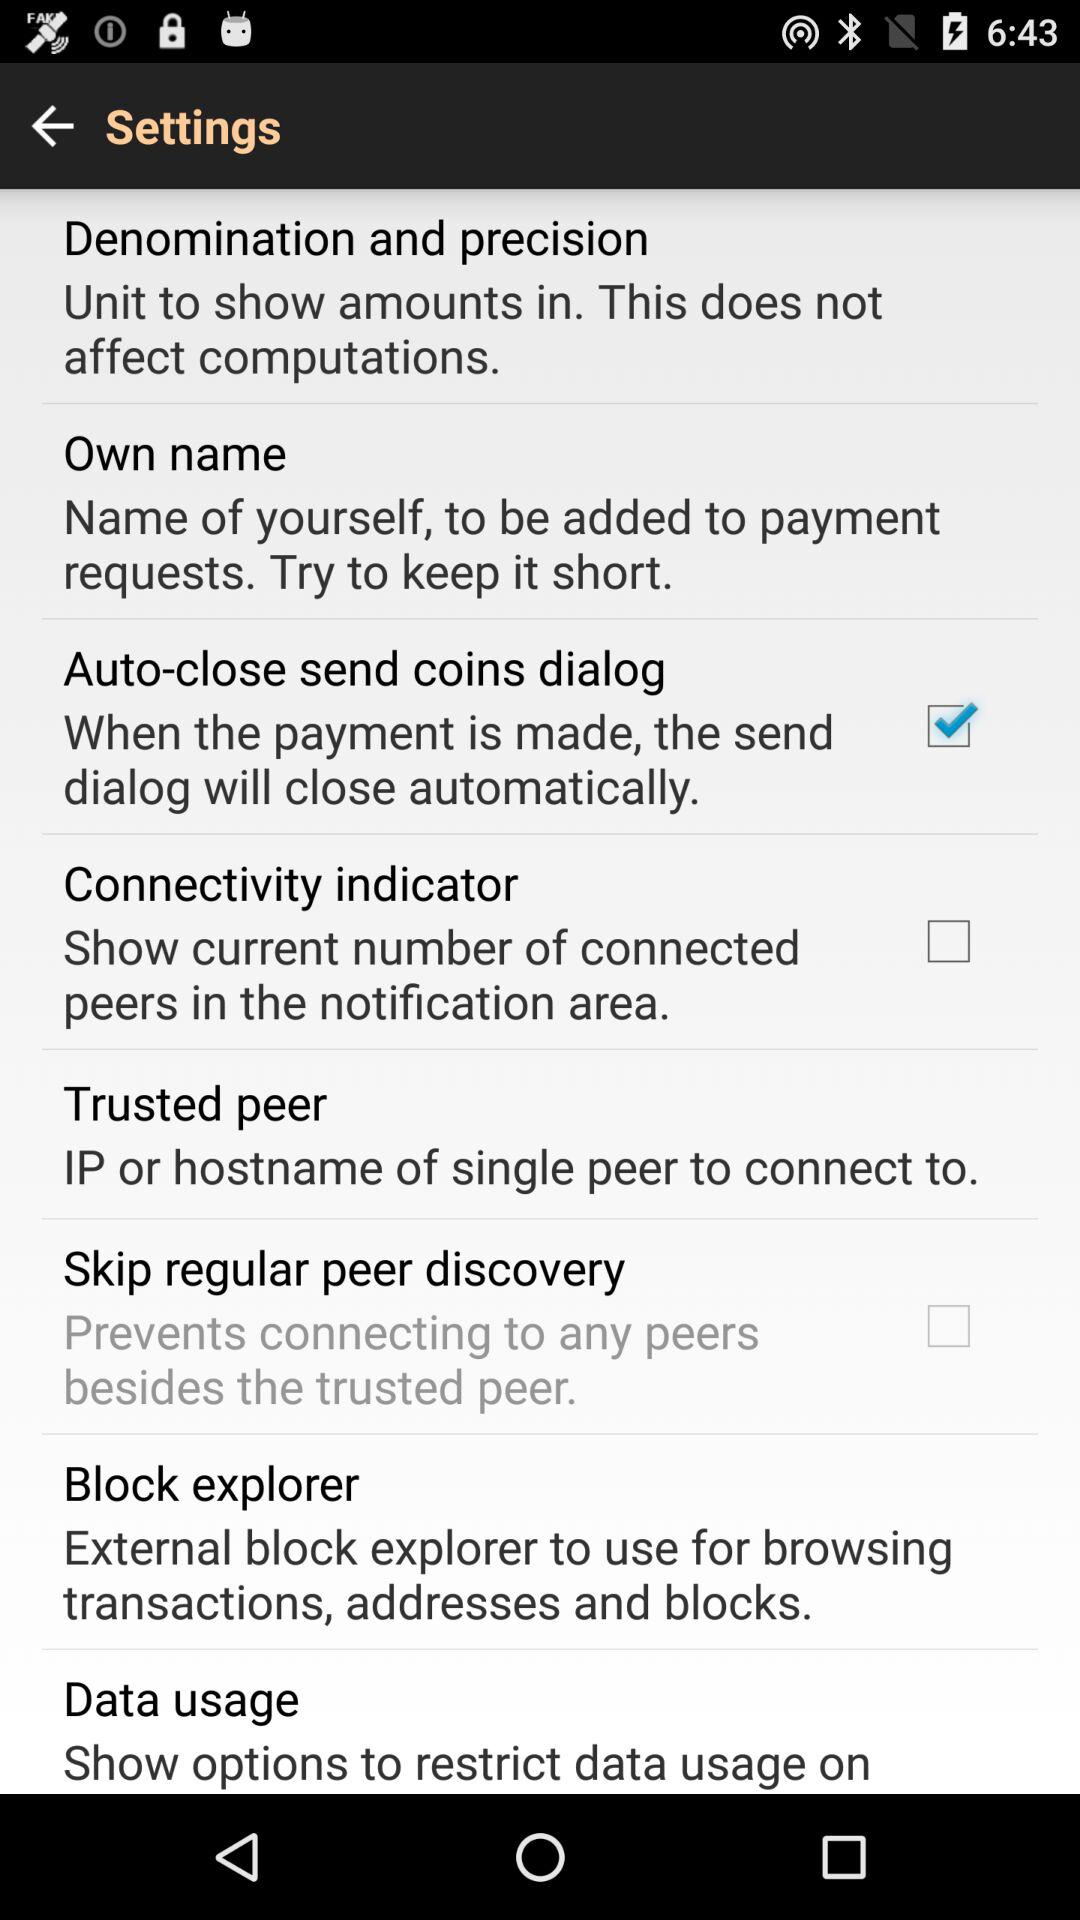 FAKE
6:43
Settings
Denomination and precision
Unit to show amounts in. This does not
affect computations.
Own name
Name of yourself, to be added to payment
requests. Try to keep it short.
Auto-close send coins dialog
When the payment is made, the send
dialog will close automatically.
Connectivity indicator
Show current number of connected
peers in the notification area.
Trusted peer
IP or hostname of single peer to connect to.
Skip regular peer discovery
Prevents connecting to any peers
besides the trusted peer.
Block explorer
External block explorer to use for browsing
transactions, addresses and blocks.
Data usage
Show options to restrict data usage on